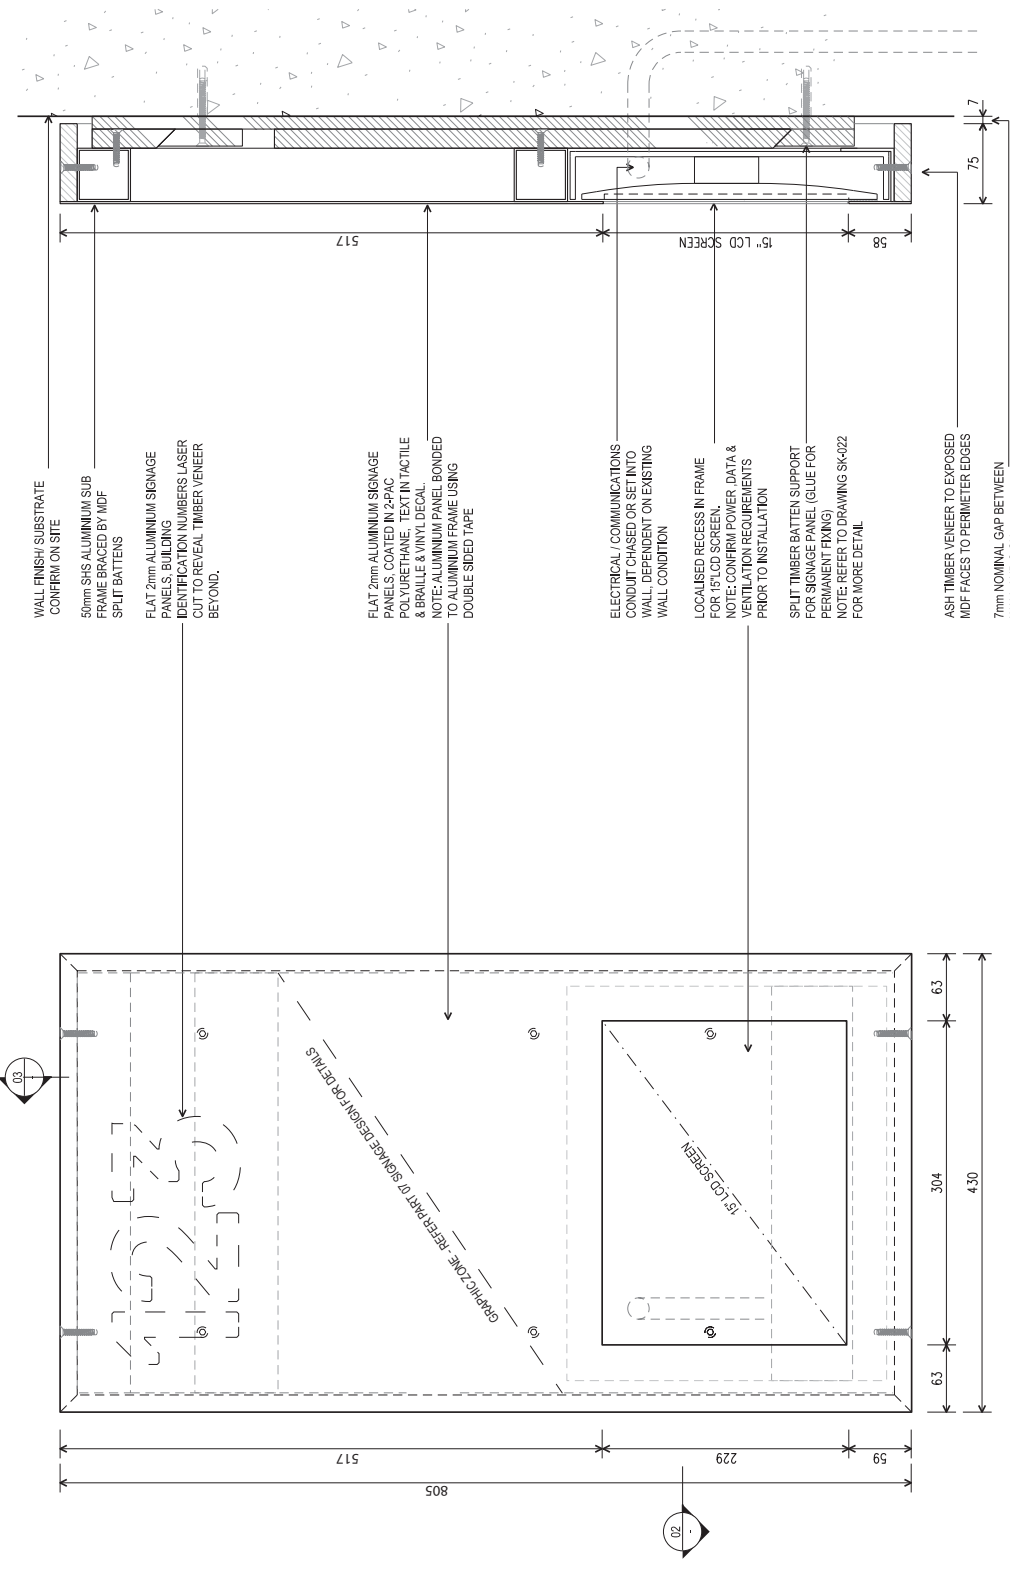 WALL FINISH/ SUBSTRATE
CONFIRM ON SITE
50mm SHS ALUMINIUM SUB
FRAME BRACED BY MDF
SPLIT BATTENS
FLAT 2mm ALUMINIUM SIGNAGE
PANELS, BUILDING
IDENTIFICATION NUMBERS LASER
CUT TO REVEAL TIMBER VENEER
BEYOND.
FLAT 2mm ALUMINIUM SIGNAGE
PANELS, COATED IN 2-PAC
POLYURETHANE, TEXT IN TACTILE
& BRAILLE & VINYL DECAL.
NOTE: ALUMINIUM PANEL BONDED
TO ALUMINIUM FRAME USING
DOUBLE SIDED TAPE
ELECTRICAL / COMMUNICATIONS
CONDUIT CHASED OR SET INTO
WALL, DEPENDENT ON EXISTING
WALL CONDITION
LOCALISED RECESS IN FRAME
FOR 15"LCD SCREEN.
NOTE: CONFIRM POWER ,DATA &
VENTILATION REQUIREMENTS
PRIOR TO INSTALLATION
SPLIT TIMBER BATTEN SUPPORT
FOR SIGNAGE PANEL (GLUE FOR
PERMANENT FIXING)
NOTE: REFER TO DRAWING SK-022
FOR MORE DETAIL
ASH TIMBER VENEER TO EXPOSED
MDF FACES TO PERIMETER EDGES
7mm NOMINAL GAP BETWEEN
517
15" LCD SCREEN
58
75
7
03
-
GRAPHIC ZONE - REFER PART 07 SIGNAGE DESIGN FOR DETAILS
15" LCD SCREEN
63
304
63
430
517
229
59
805
02
-